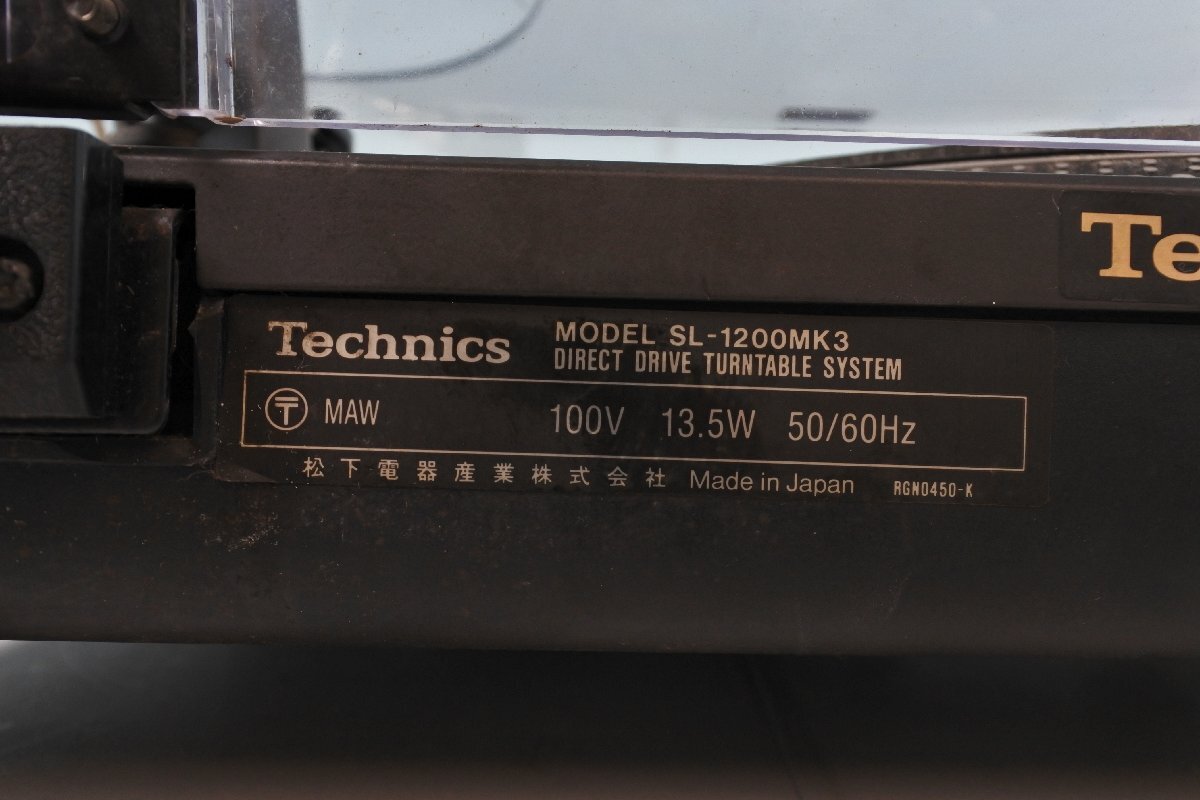 Te
Technics
MODEL SL-1200MK3
DIRECT DRIVE TURNTABLE SYSTEM
〶 MAW 100V 13.5W 50/60Hz
松下電器産業株式会社 Made in Japan RGN0450-K